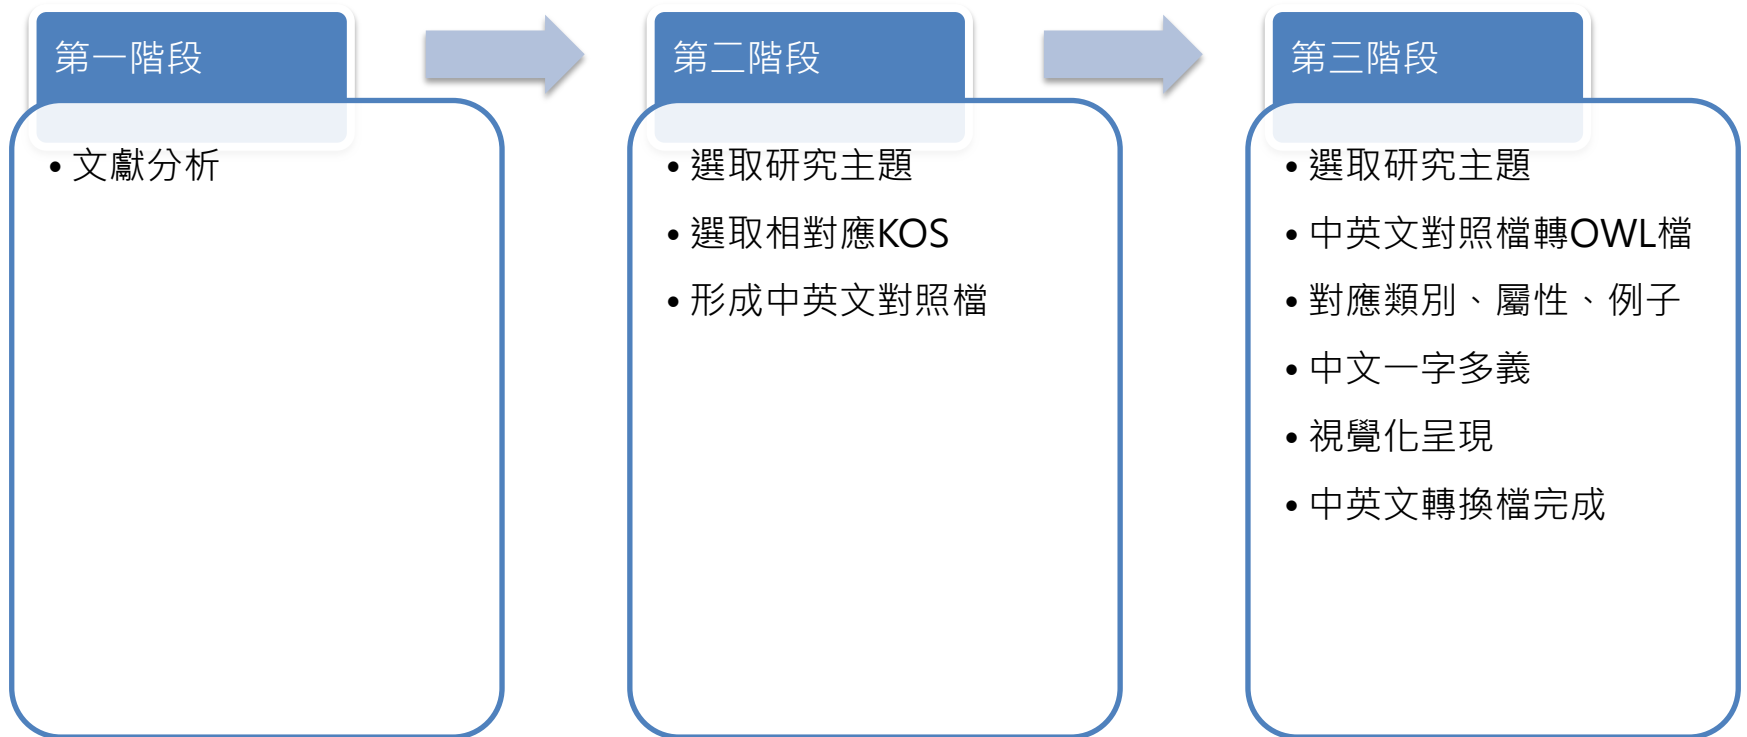 第一階段
• 文獻分析
第二階段
• 選取研究主題
• 選取相對應KOS
• 形成中英文對照檔
第三階段
• 選取研究主題
• 中英文對照檔轉OWL檔
• 對應類別、屬性、例子
• 中文一字多義
• 視覺化呈現
• 中英文轉換檔完成